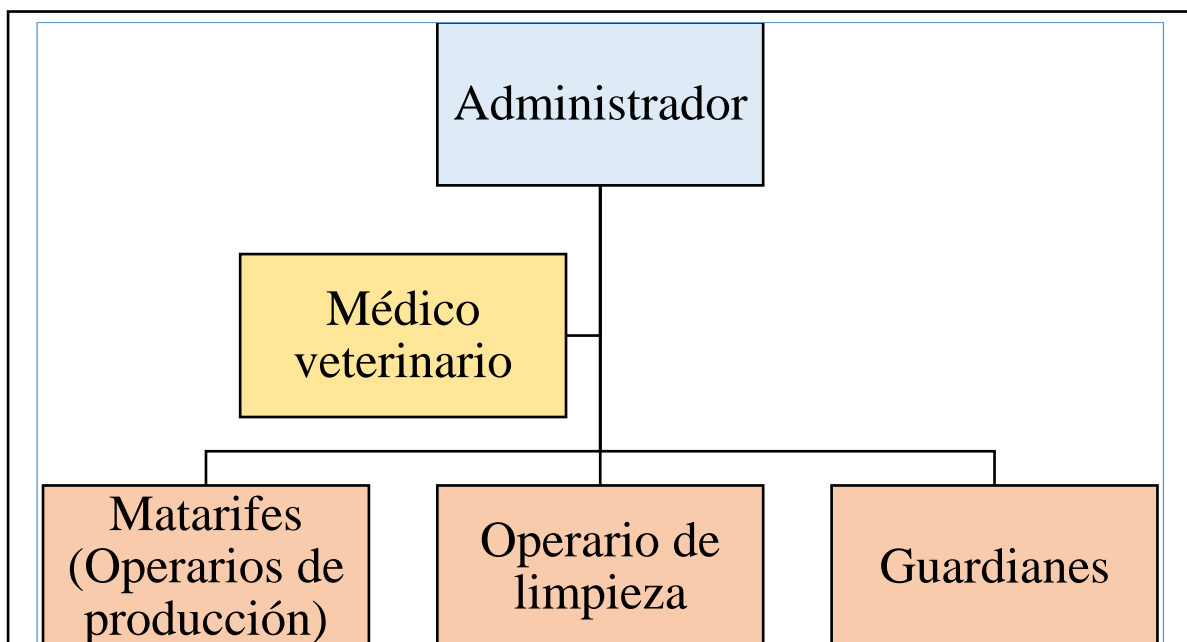 Administrador
Médico
veterinario
Matarifes
(Operarios de
producción)
Operario de
limpieza
Guardianes